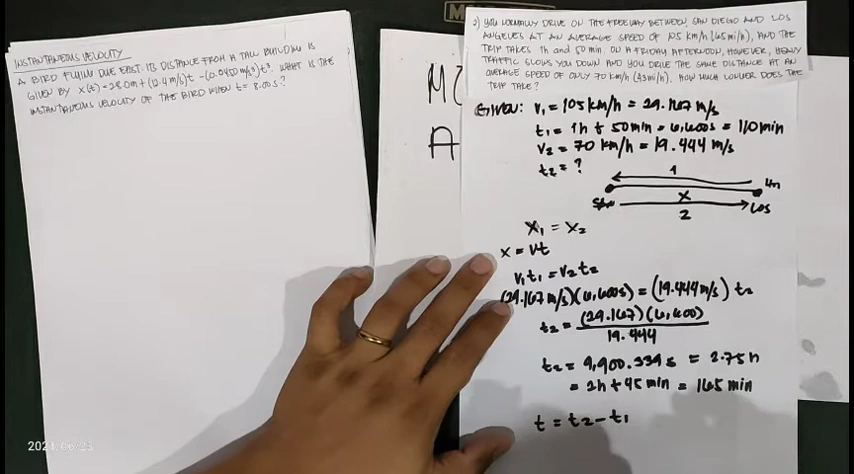 INSTANTANEOUS VELOCITY
A BIRD FLYING DUE EAST. ITS DISTANCE FROM A TALL BUILDING IS
GIVEN BY X(t) = 28.0m + (12.4 m/s)t - (0.0450 m/s³)t³. WHAT IS THE
INSTANTANEOUS VELOCITY OF THE BIRD WHEN t = 8.00s?
MO
A
2) YOU NORMALLY DRIVE ON THE FREEWAY BETWEEN SAN DIEGO AND LOS
ANGELES AT AN AVERAGE SPEED OF 105 km/h (65 mi/h), AND THE
TRIP TAKES 1h and 50 min. ON A FRIDAY AFTERNOON, HOWEVER, HEAVY
TRAFFIC SLOWS YOU DOWN AND YOU DRIVE THE SAME DISTANCE AT AN
AVERAGE SPEED OF ONLY 70 km/h (43 mi/h). HOW MUCH LONGER DOES THE
TRIP TAKE?
GIVEN: V₁ = 105 km/h = 29.167 m/s
t₁ = 1h + 50min = 6,600s = 110 min
V₂ = 70 km/h = 19.444 m/s
t₂ = ?
1
X
2
LOS
X₁ = X₂
X = Vt
V₁t₁ = V₂t₂
(29.167 m/s)(6,600s) = (19.444 m/s) t₂
t₂ = (29.167)(6,600)
19.444
t₂ = 9,900.339 s = 2.75 h
= 2h + 45 min = 165 min
t = t₂ - t₁
2021/06/23